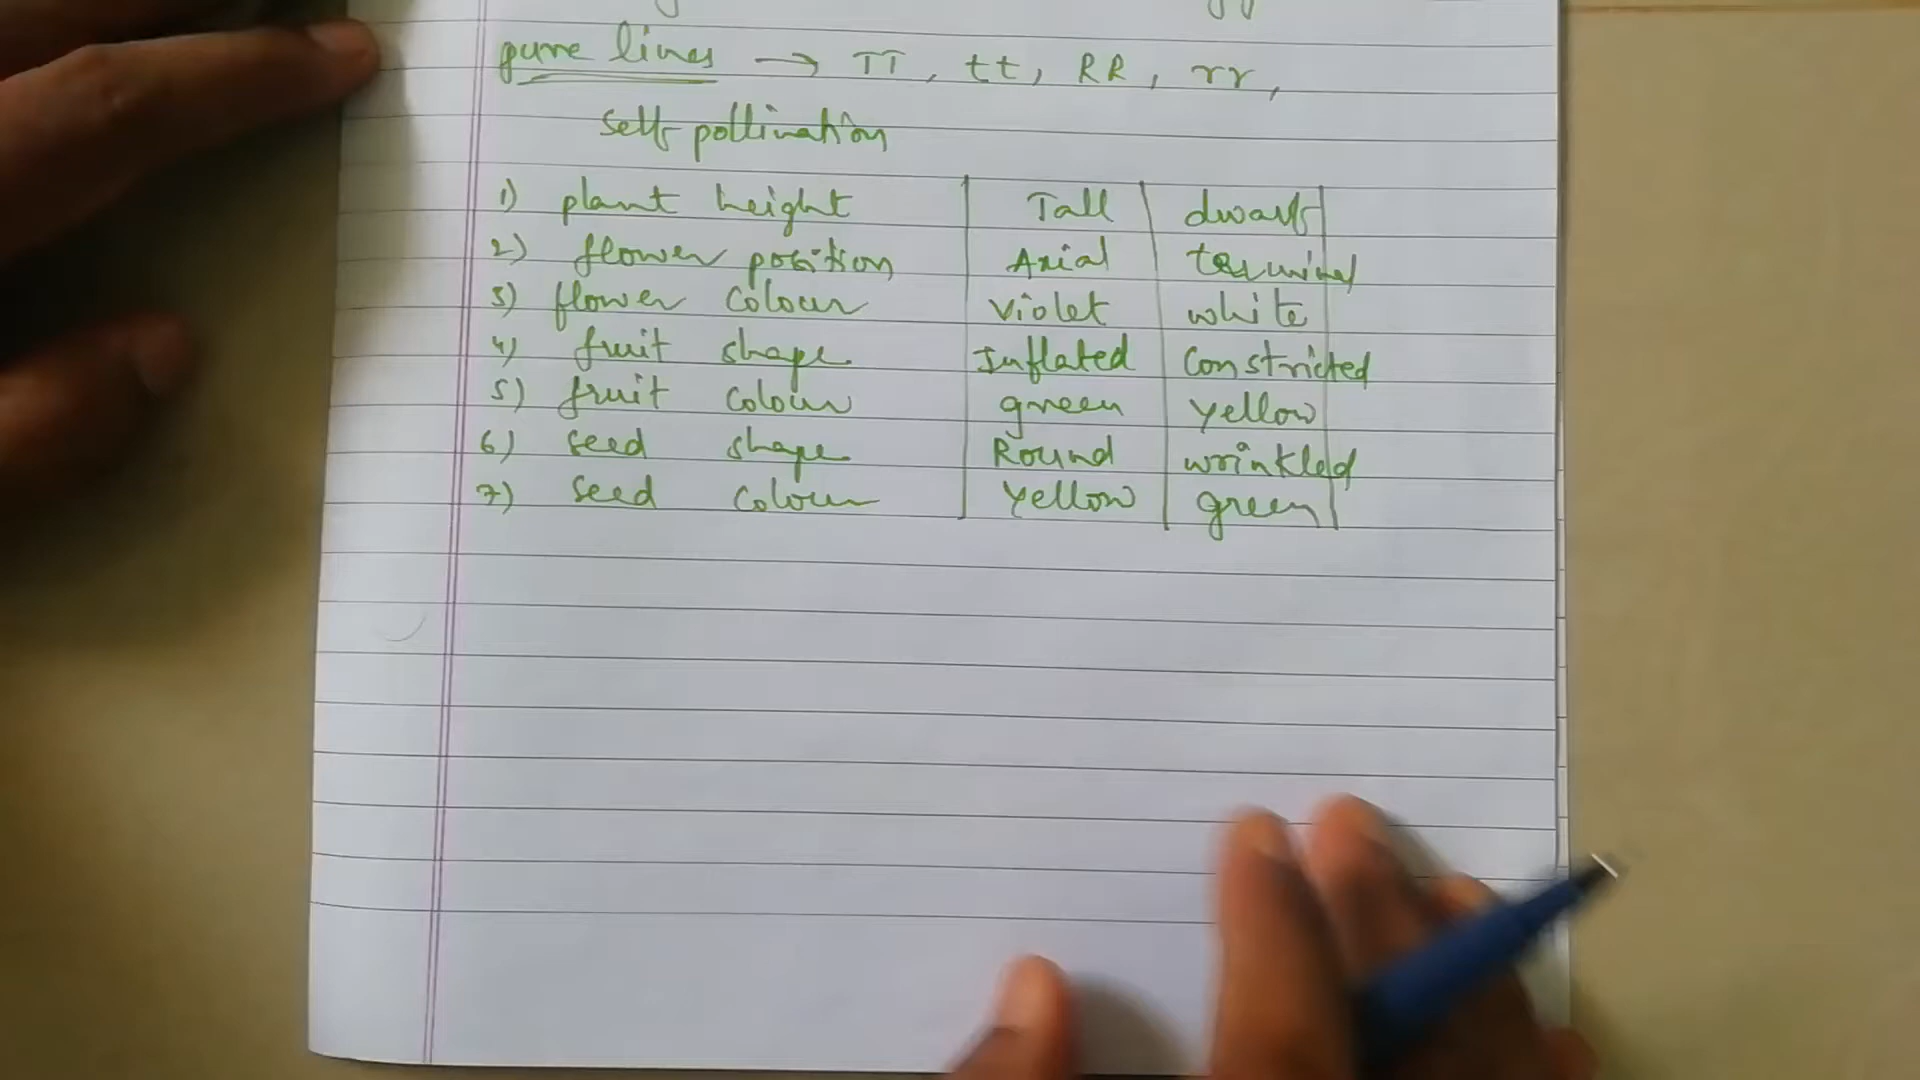 pure lines → TT, tt, RR, rr,
self pollination
1) plant height Tall dwarf
2) flower position Axial terminal
3) flower colour Violet white
4) fruit shape Inflated Constricted
5) fruit colour green yellow
6) seed shape Round wrinkled
7) seed colour yellow green